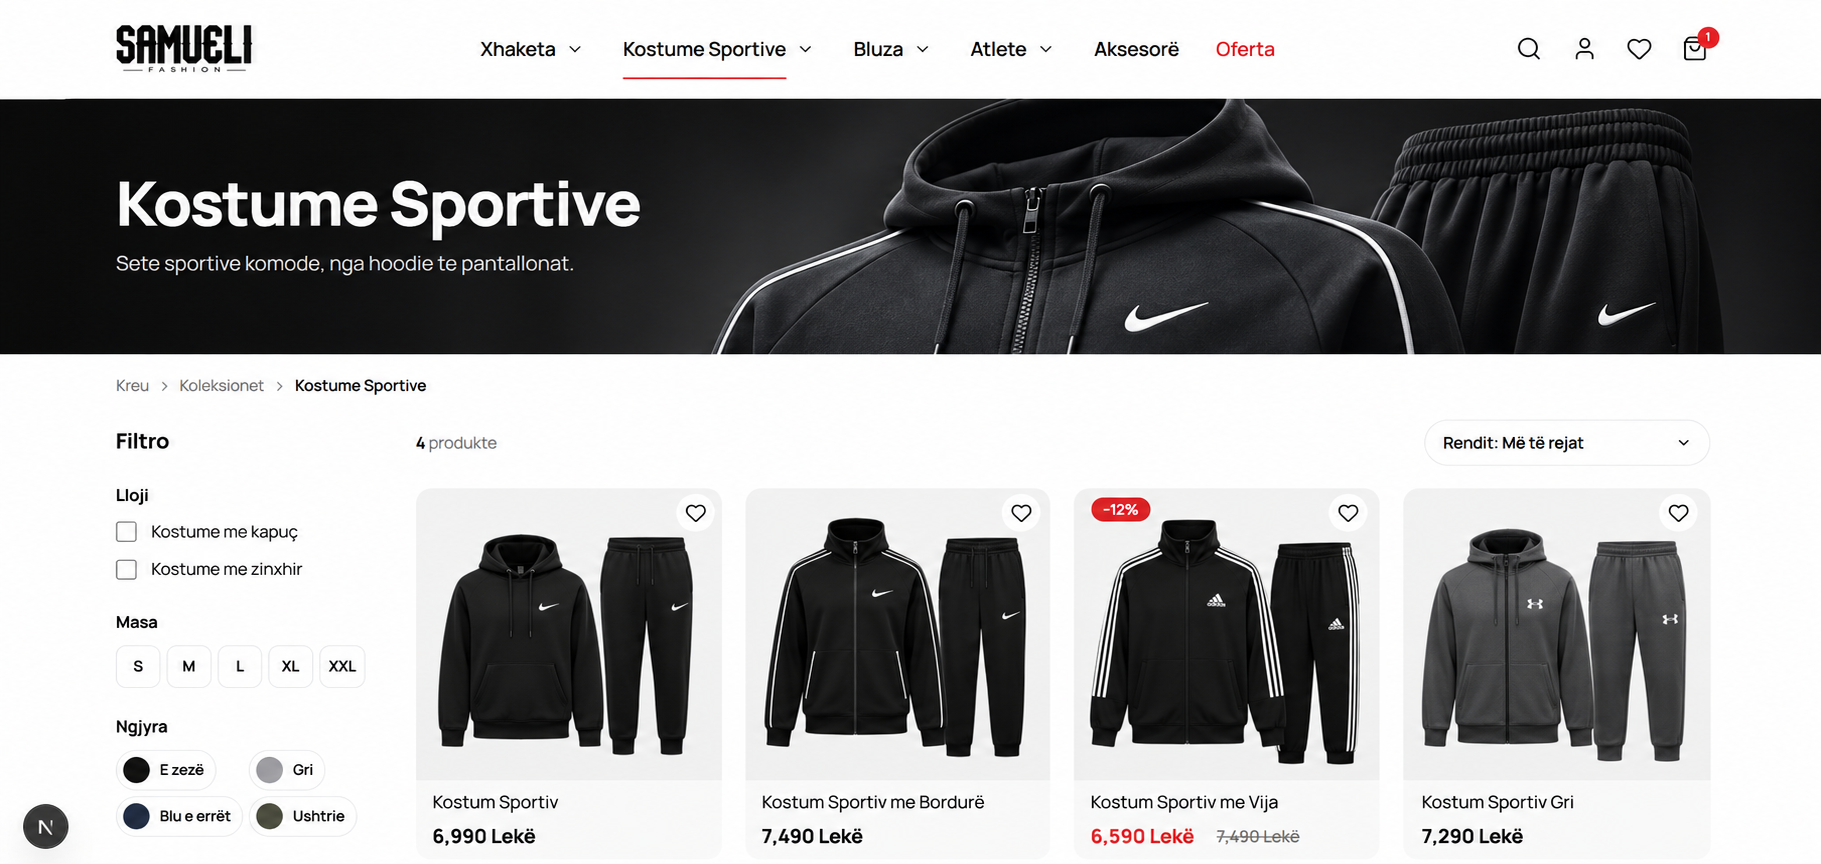 SAMUELI
FASHION
Xhaketa
Kostume Sportive
Bluza
Atlete
Aksesorë
Oferta
1
Kostume Sportive
Sete sportive komode, nga hoodie te pantallonat.
Kreu > Koleksionet > Kostume Sportive
Filtro
4 produkte
Rendit: Më të rejat
Lloji
Kostume me kapuç
Kostume me zinxhir
Masa
S
M
L
XL
XXL
Ngjyra
E zezë
Gri
Blu e errët
Ushtrie
N
Kostum Sportiv
6,990 Lekë
Kostum Sportiv me Bordurë
7,490 Lekë
-12%
adidas
adidas
Kostum Sportiv me Vija
6,590 Lekë 7,490 Lekë
Kostum Sportiv Gri
7,290 Lekë